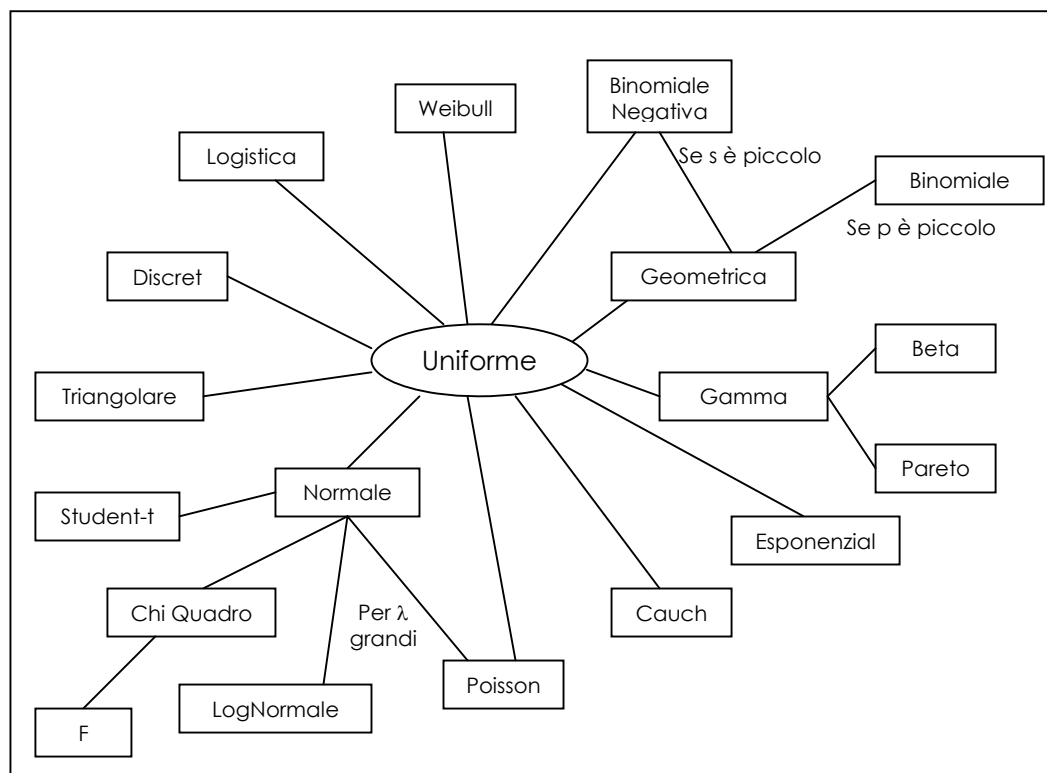 Weibull
Binomiale
Negativa
Logistica
Se s è piccolo
Binomiale
Se p è piccolo
Discret
Geometrica
Uniforme
Beta
Triangolare
Gamma
Pareto
Normale
Student-t
Esponenzial
Chi Quadro
Per λ
grandi
Cauch
Poisson
LogNormale
F